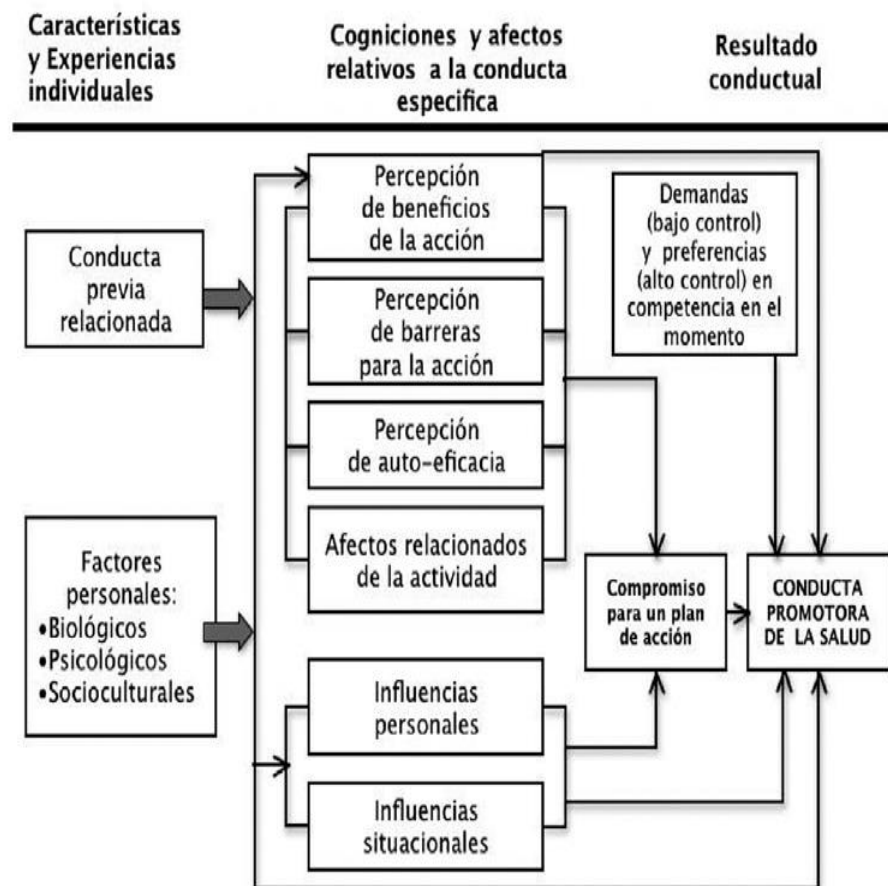 Características
y Experiencias
individuales
Cogniciones y afectos
relativos a la conducta
especifica
Resultado
conductual
Conducta
previa
relacionada
Factores
personales:
•Biológicos
•Psicológicos
•Socioculturales
Percepción
de beneficios
de la acción
Percepción
de barreras
para la acción
Percepción
de auto-eficacia
Afectos relacionados
de la actividad
Influencias
personales
Influencias
situacionales
Demandas
(bajo control)
y preferencias
(alto control) en
competencia en el
momento
Compromiso
para un plan
de acción
CONDUCTA
PROMOTORA
DE LA SALUD